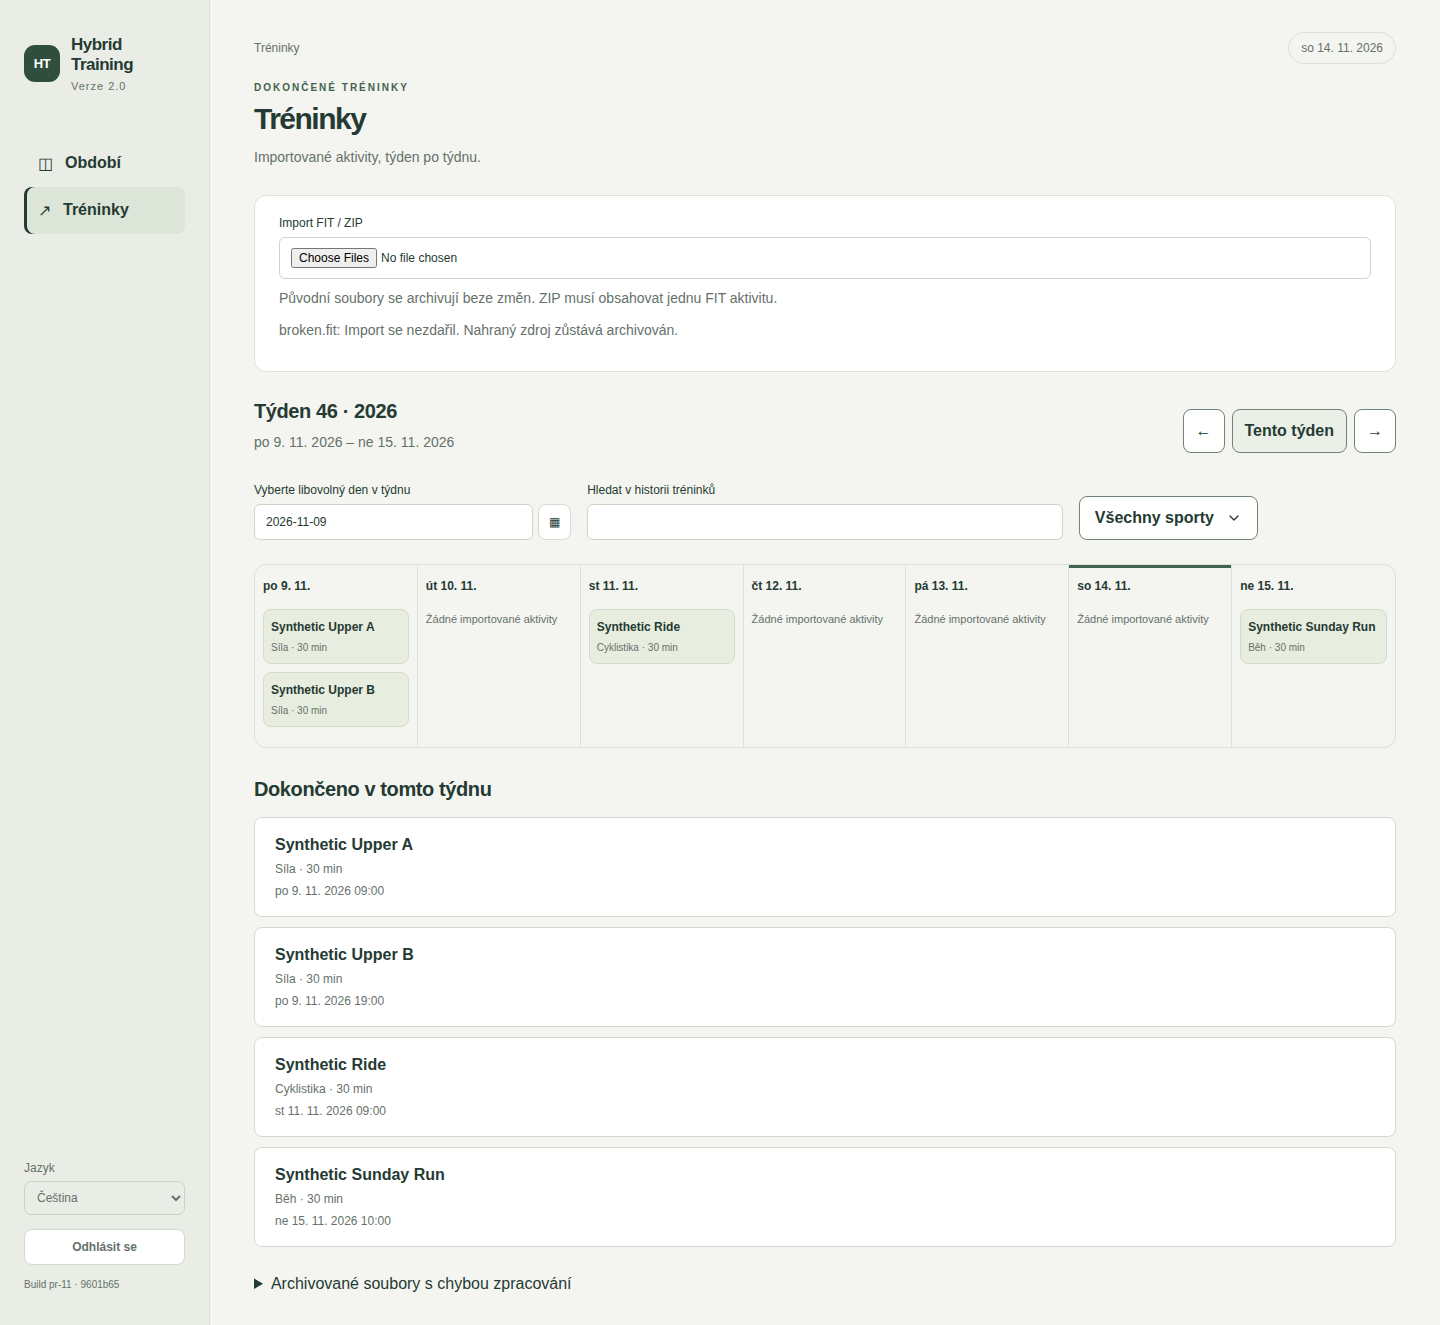 HT
Hybrid
Training
Verze 2.0
Období
Tréninky
Jazyk
Čeština
Odhlásit se
Build pr-11 · 9601b65
Tréninky
so 14. 11. 2026
DOKONČENÉ TRÉNINKY
Tréninky
Importované aktivity, týden po týdnu.
Import FIT / ZIP
Choose Files No file chosen
Původní soubory se archivují beze změn. ZIP musí obsahovat jednu FIT aktivitu.
broken.fit: Import se nezdařil. Nahraný zdroj zůstává archivován.
Týden 46 · 2026
po 9. 11. 2026 – ne 15. 11. 2026
← Tento týden →
Vyberte libovolný den v týdnu
2026-11-09
Hledat v historii tréninků
Všechny sporty
po 9. 11.
Synthetic Upper A
Síla · 30 min
Synthetic Upper B
Síla · 30 min
út 10. 11.
Žádné importované aktivity
st 11. 11.
Synthetic Ride
Cyklistika · 30 min
čt 12. 11.
Žádné importované aktivity
pá 13. 11.
Žádné importované aktivity
so 14. 11.
Žádné importované aktivity
ne 15. 11.
Synthetic Sunday Run
Běh · 30 min
Dokončeno v tomto týdnu
Synthetic Upper A
Síla · 30 min
po 9. 11. 2026 09:00
Synthetic Upper B
Síla · 30 min
po 9. 11. 2026 19:00
Synthetic Ride
Cyklistika · 30 min
st 11. 11. 2026 09:00
Synthetic Sunday Run
Běh · 30 min
ne 15. 11. 2026 10:00
Archivované soubory s chybou zpracování